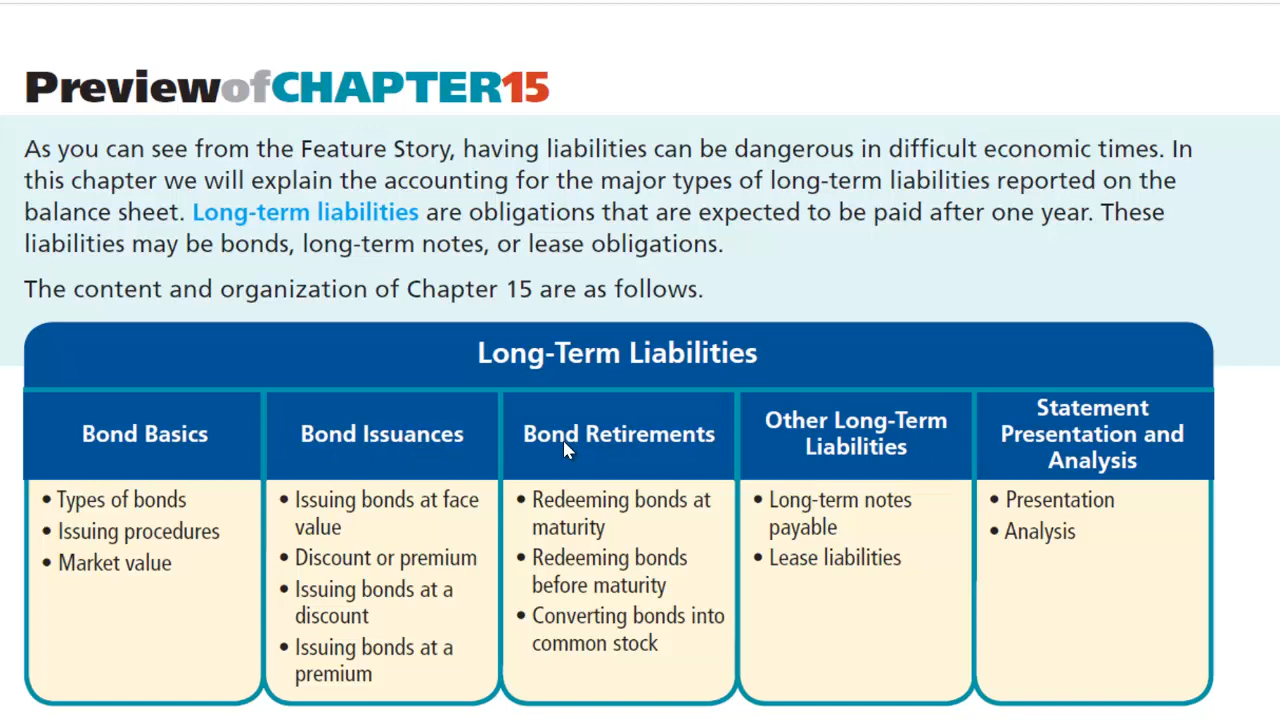 PreviewofCHAPTER15
As you can see from the Feature Story, having liabilities can be dangerous in difficult economic times. In
this chapter we will explain the accounting for the major types of long-term liabilities reported on the
balance sheet. Long-term liabilities are obligations that are expected to be paid after one year. These
liabilities may be bonds, long-term notes, or lease obligations.
The content and organization of Chapter 15 are as follows.
Long-Term Liabilities
Bond Basics
• Types of bonds
• Issuing procedures
• Market value
Bond Issuances
• Issuing bonds at face
value
• Discount or premium
• Issuing bonds at a
discount
• Issuing bonds at a
premium
Bond Retirements
• Redeeming bonds at
maturity
• Redeeming bonds
before maturity
• Converting bonds into
common stock
Other Long-Term
Liabilities
• Long-term notes
payable
• Lease liabilities
Statement
Presentation and
Analysis
• Presentation
• Analysis